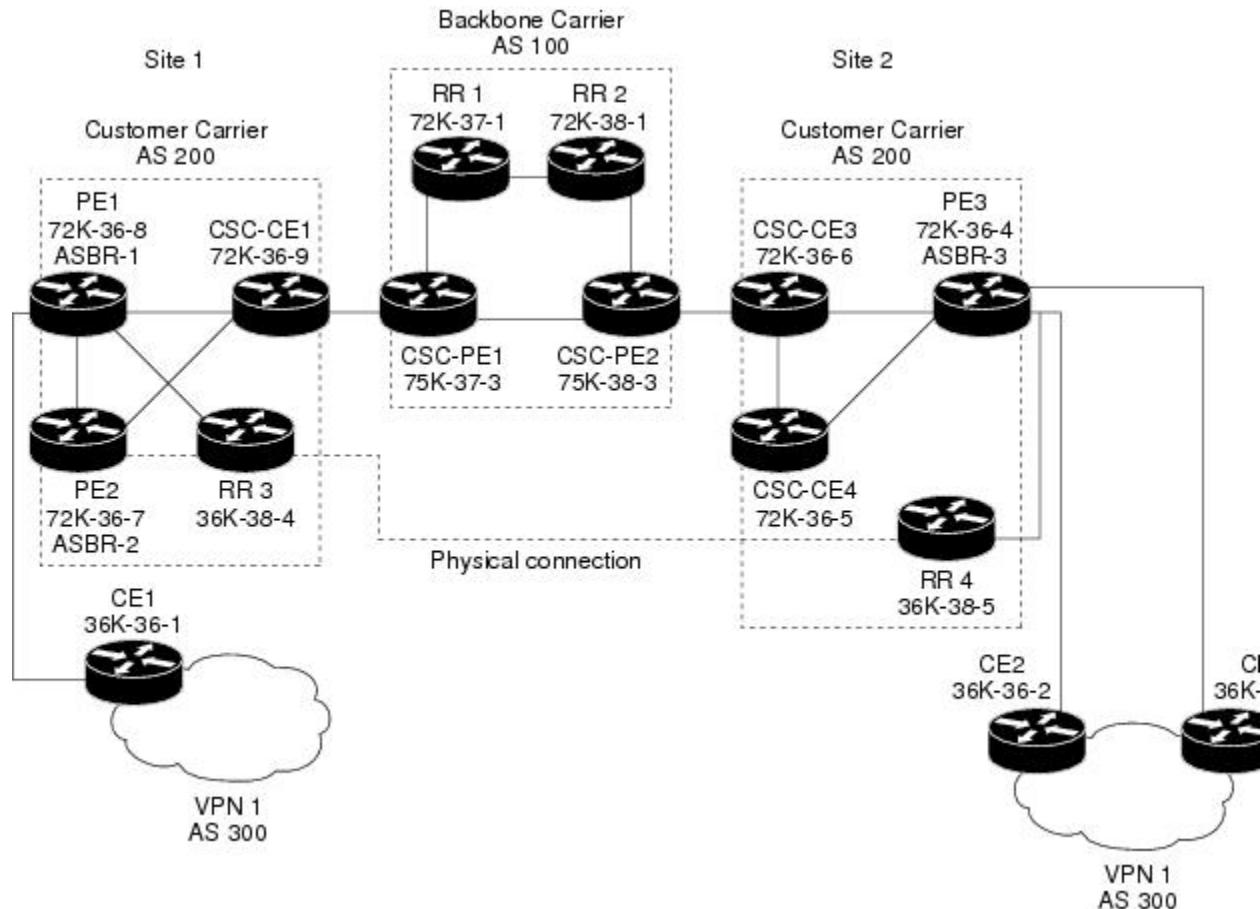 Backbone Carrier
AS 100
Site 1
Site 2
RR 1
72K-37-1
RR 2
72K-38-1
Customer Carrier
AS 200
Customer Carrier
AS 200
PE1
72K-36-8
ASBR-1
CSC-CE1
72K-36-9
CSC-CE3
72K-36-6
PE3
72K-36-4
ASBR-3
CSC-PE1
75K-37-3
CSC-PE2
75K-38-3
PE2
72K-36-7
ASBR-2
RR 3
36K-38-4
CSC-CE4
72K-36-5
Physical connection
RR 4
36K-38-5
CE1
36K-36-1
CE2
36K-36-2
36K-
VPN 1
AS 300
VPN 1
AS 300